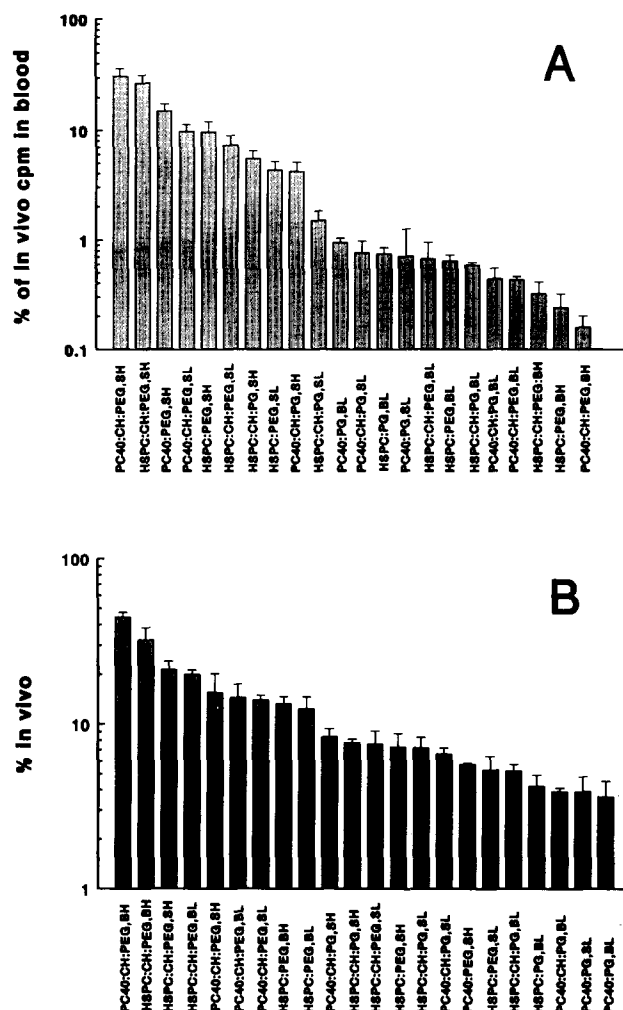 A
% of in vivo cpm in blood
100
10
1
0.1
PC40:CH:PEG,SH
HSPC:CH:PEG,SH
PC40:PEG,SH
PC40:CH:PEG,SL
HSPC:PEG,SH
HSPC:CH:PEG,SL
HSPC:CH:PG,SH
HSPC:PEG,SL
PC40:CH:PG,SH
HSPC:CH:PG,SL
PC40:PG,BL
PC40:CH:PG,SL
HSPC:PG,BL
PC40:PG,SL
HSPC:CH:PEG,BL
HSPC:PEG,BL
HSPC:CH:PG,BL
PC40:CH:PG,BL
PC40:CH:PEG,BL
HSPC:CH:PEG:BH
HSPC:PEG,BH
PC40:CH:PEG,BH
B
% in vivo
100
10
1
PC40:CH:PEG,BH
HSPC:CH:PEG,BH
HSPC:CH:PEG,SH
HSPC:CH:PEG,BL
PC40:CH:PEG,SH
PC40:CH:PEG,BL
PC40:CH:PEG,SL
HSPC:PEG,BH
HSPC:PEG,BL
PC40:CH:PG,SH
HSPC:CH:PG,SH
HSPC:CH:PEG,SL
HSPC:PEG,SH
HSPC:CH:PG,SL
PC40:CH:PG,SL
PC40:PEG,SH
HSPC:PEG,SL
HSPC:CH:PG,SL
HSPC:PG,BL
PC40:CH:PG,BL
PC40:PG,SL
PC40:PG,BL